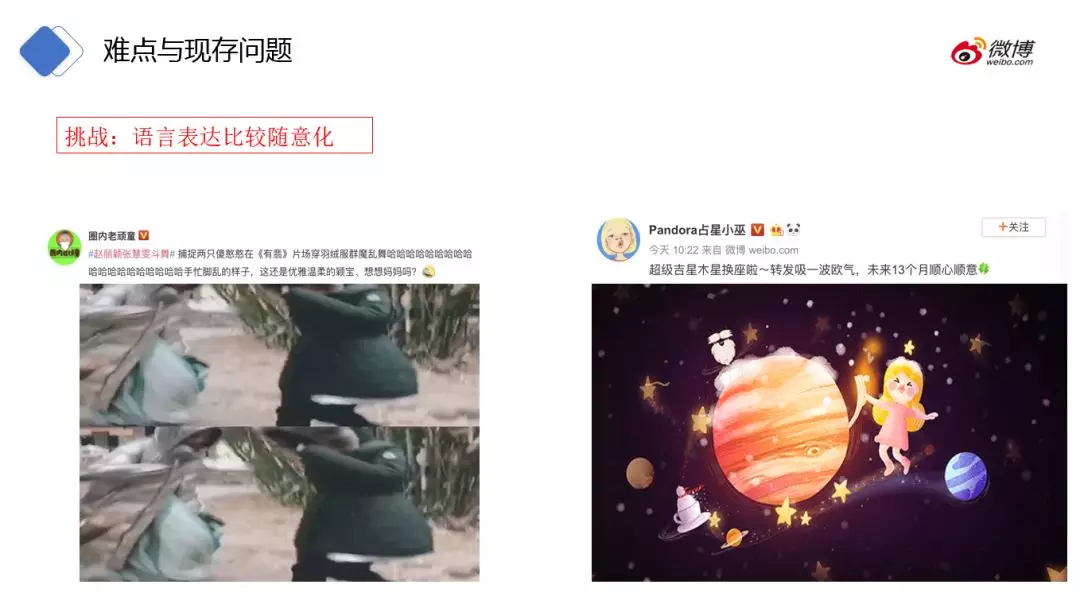 难点与现存问题
微博
weibo.com
挑战：语言表达比较随意化
圈内老顽童
#赵丽颖张慧雯斗舞# 捕捉两只傻憨憨在《有翡》片场穿羽绒服群魔乱舞哈哈哈哈哈哈哈哈哈
哈哈哈哈哈哈哈哈哈哈手忙脚乱的样子，这还是优雅温柔的颖宝、想想妈妈吗？
Pandora占星小巫
+关注
今天 10:22 来自 微博 weibo.com
超级吉星木星换座啦～转发吸一波欧气，未来13个月顺心顺意